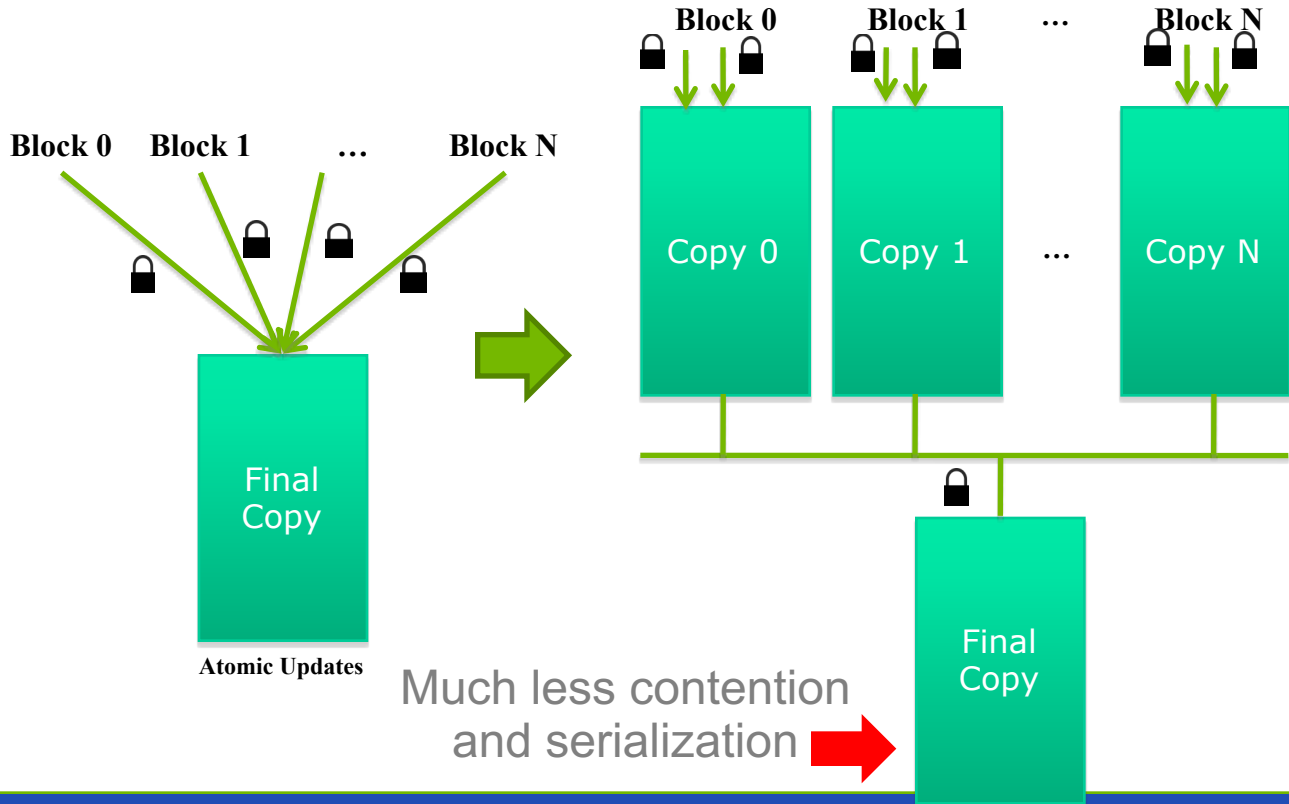 Block 0 Block 1 … Block N
Final
Copy
Atomic Updates
Block 0 Block 1 … Block N
Copy 0 Copy 1 … Copy N
Final
Copy
Much less contention
and serialization